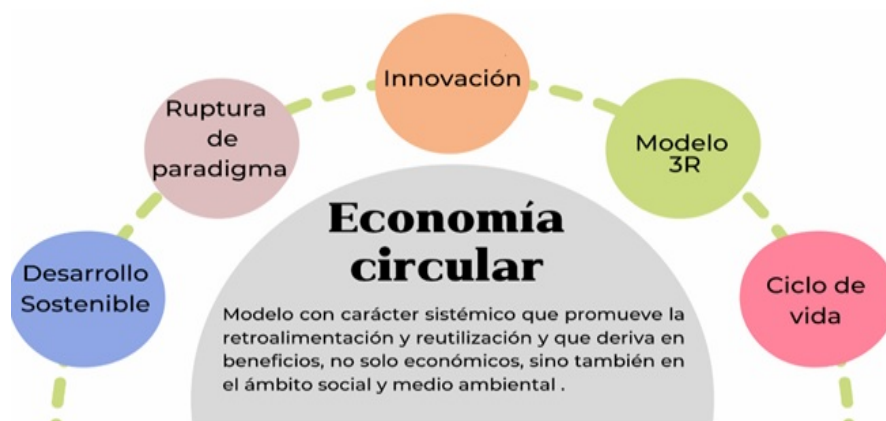 Innovación
Ruptura
de
paradigma
Modelo
3R
Economía
circular
Desarrollo
Sostenible
Ciclo de
vida
Modelo con carácter sistémico que promueve la
retroalimentación y reutilización y que deriva en
beneficios, no solo económicos, sino también en
el ámbito social y medio ambiental .